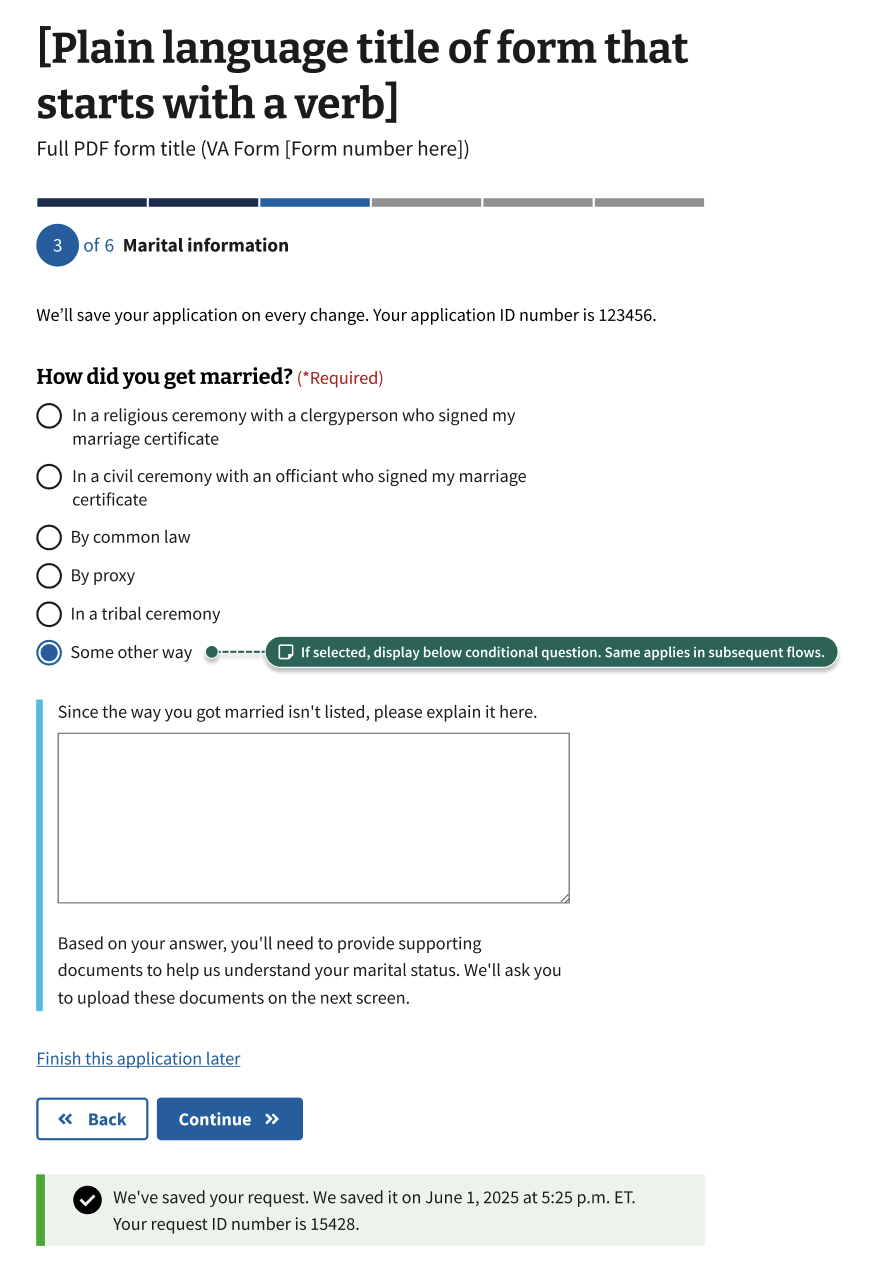 [Plain language title of form that
starts with a verb]
Full PDF form title (VA Form [Form number here])
3 of 6 Marital information
We’ll save your application on every change. Your application ID number is 123456.
How did you get married? (*Required)
In a religious ceremony with a clergyperson who signed my
marriage certificate
In a civil ceremony with an officiant who signed my marriage
certificate
By common law
By proxy
In a tribal ceremony
Some other way
If selected, display below conditional question. Same applies in subsequent flows.
Since the way you got married isn't listed, please explain it here.
Based on your answer, you'll need to provide supporting
documents to help us understand your marital status. We'll ask you
to upload these documents on the next screen.
Finish this application later
Back
Continue
We've saved your request. We saved it on June 1, 2025 at 5:25 p.m. ET.
Your request ID number is 15428.